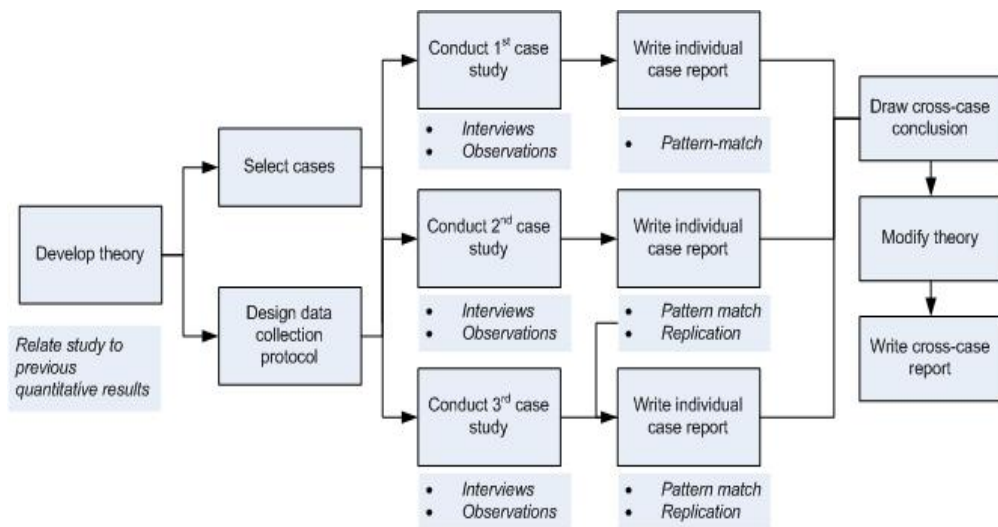 Develop theory
Relate study to
previous
quantitative results
Select cases
Design data
collection
protocol
Conduct 1st case
study
• Interviews
• Observations
Write individual
case report
• Pattern-match
Conduct 2nd case
study
• Interviews
• Observations
Write individual
case report
• Pattern match
• Replication
Conduct 3rd case
study
• Interviews
• Observations
Write individual
case report
• Pattern match
• Replication
Draw cross-case
conclusion
Modify theory
Write cross-case
report